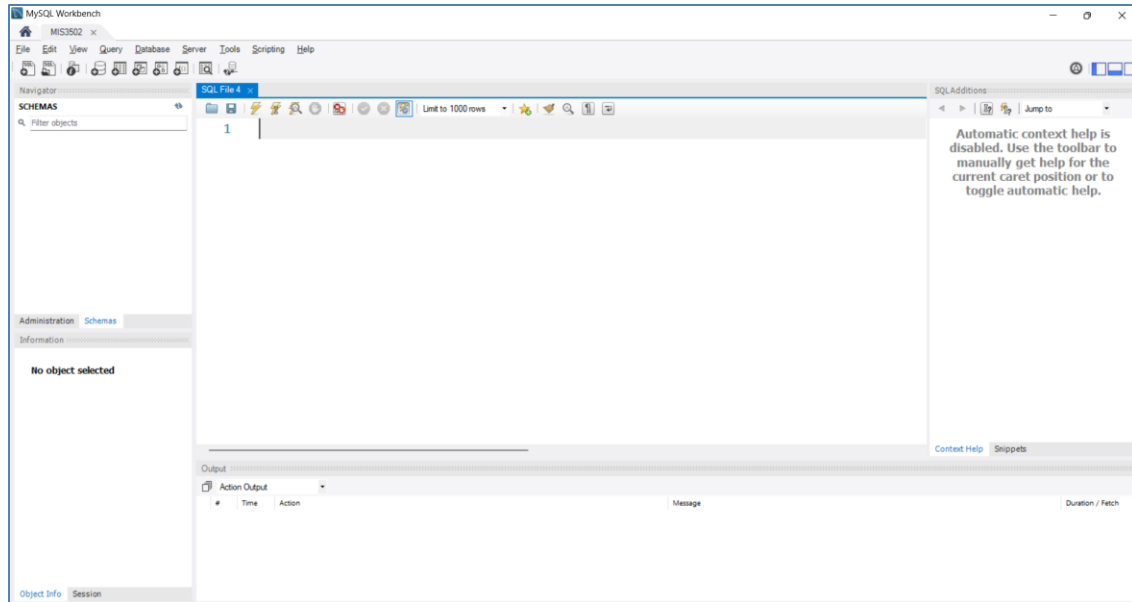 MySQL Workbench
MIS3502 ×
File Edit View Query Database Server Tools Scripting Help
Navigator
SCHEMAS
Filter objects
Administration Schemas
Information
No object selected
Object Info Session
SQL File 4 ×
Limit to 1000 rows
1
Output
Action Output
# Time Action Message Duration / Fetch
SQLAdditions
Jump to
Automatic context help is
disabled. Use the toolbar to
manually get help for the
current caret position or to
toggle automatic help.
Context Help Snippets